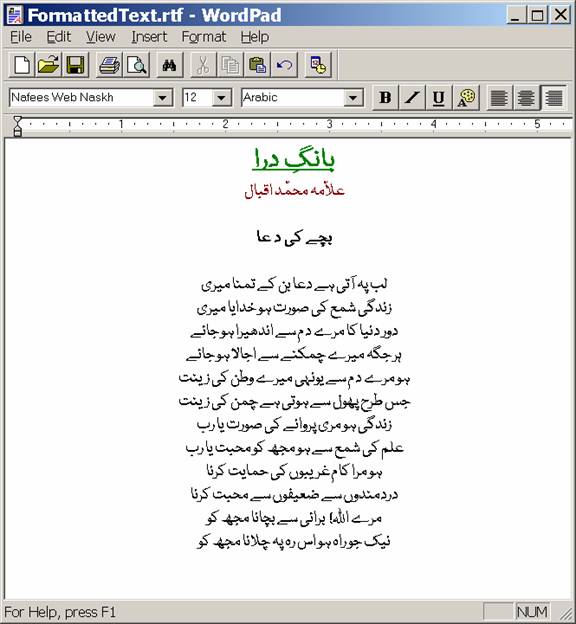 FormattedText.rtf - WordPad
File Edit View Insert Format Help
Nafees Web Naskh 12 Arabic B I U
1 2 3 4 5
بانگِ درا
علاّمہ محمّد اقبال
بچے کی دعا
لب پہ آتی ہے دعا بن کے تمنا میری
زندگی شمع کی صورت ہو خدایا میری
دور دنیا کا مرے دم سے اندھیرا ہو جائے
ہر جگہ میرے چمکنے سے اجالا ہو جائے
ہو مرے دم سے یونہی میرے وطن کی زینت
جس طرح پھول سے ہوتی ہے چمن کی زینت
زندگی ہو مری پروانے کی صورت یا رب
علم کی شمع سے ہو مجھ کو محبت یا رب
ہو مرا کام غریبوں کی حمایت کرنا
دردمندوں سے ضعیفوں سے محبت کرنا
مرے اللہ! برائی سے بچانا مجھ کو
نیک جو راہ ہو اس رہ پہ چلانا مجھ کو
For Help, press F1 NUM